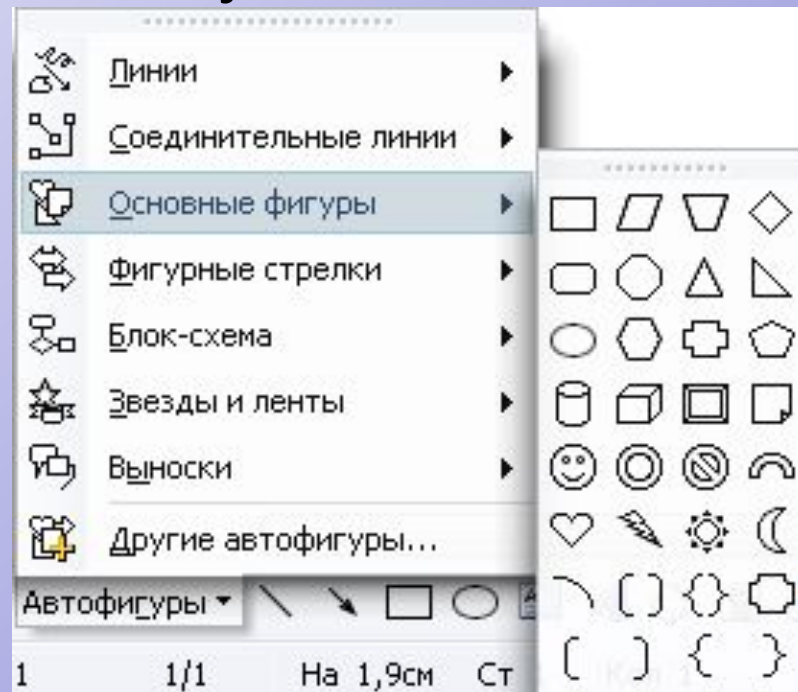 Линии
Соединительные линии
Основные фигуры
Фигурные стрелки
Блок-схема
Звезды и ленты
Выноски
Другие автофигуры...
Автофигуры
1 1/1 На 1,9см Ст